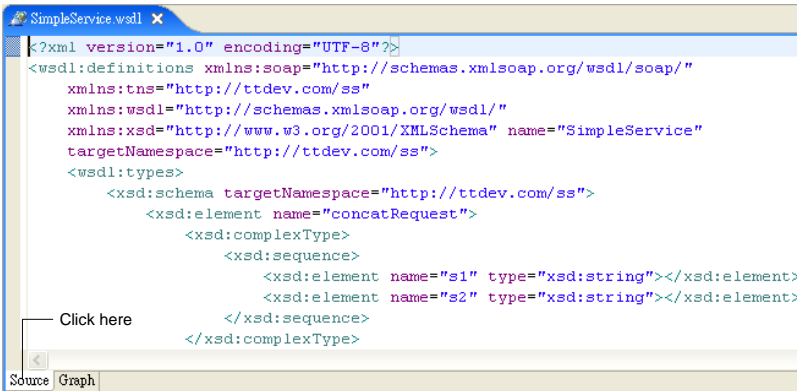 SimpleService.wsdl
<?xml version="1.0" encoding="UTF-8"?>
<wsdl:definitions xmlns:soap="http://schemas.xmlsoap.org/wsdl/soap/"
xmlns:tns="http://ttdev.com/ss"
xmlns:wsdl="http://schemas.xmlsoap.org/wsdl/"
xmlns:xsd="http://www.w3.org/2001/XMLSchema" name="SimpleService"
targetNamespace="http://ttdev.com/ss">
<wsdl:types>
<xsd:schema targetNamespace="http://ttdev.com/ss">
<xsd:element name="concatRequest">
<xsd:complexType>
<xsd:sequence>
<xsd:element name="s1" type="xsd:string"></xsd:element>
<xsd:element name="s2" type="xsd:string"></xsd:element>
Click here
</xsd:sequence>
</xsd:complexType>
Source Graph